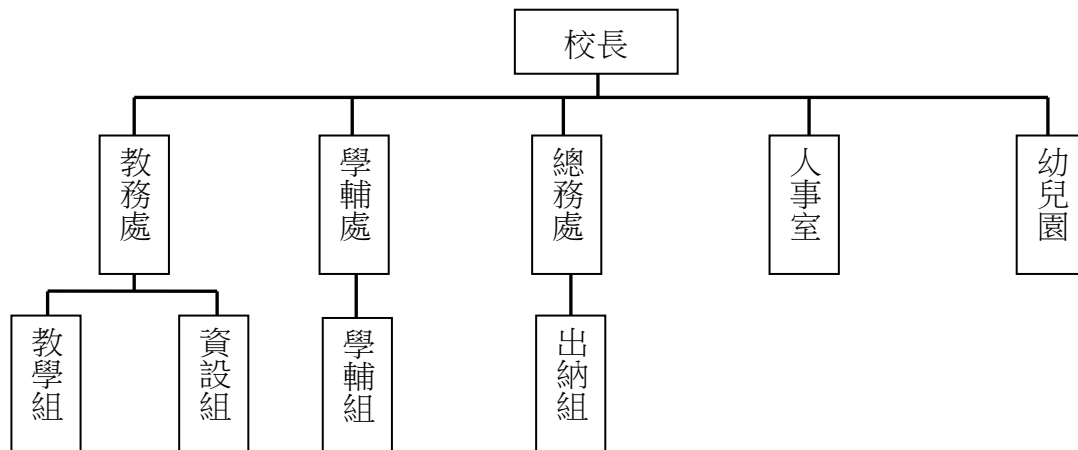 校長
教務處
學輔處
總務處
人事室
幼兒園
教學組
資設組
學輔組
出納組